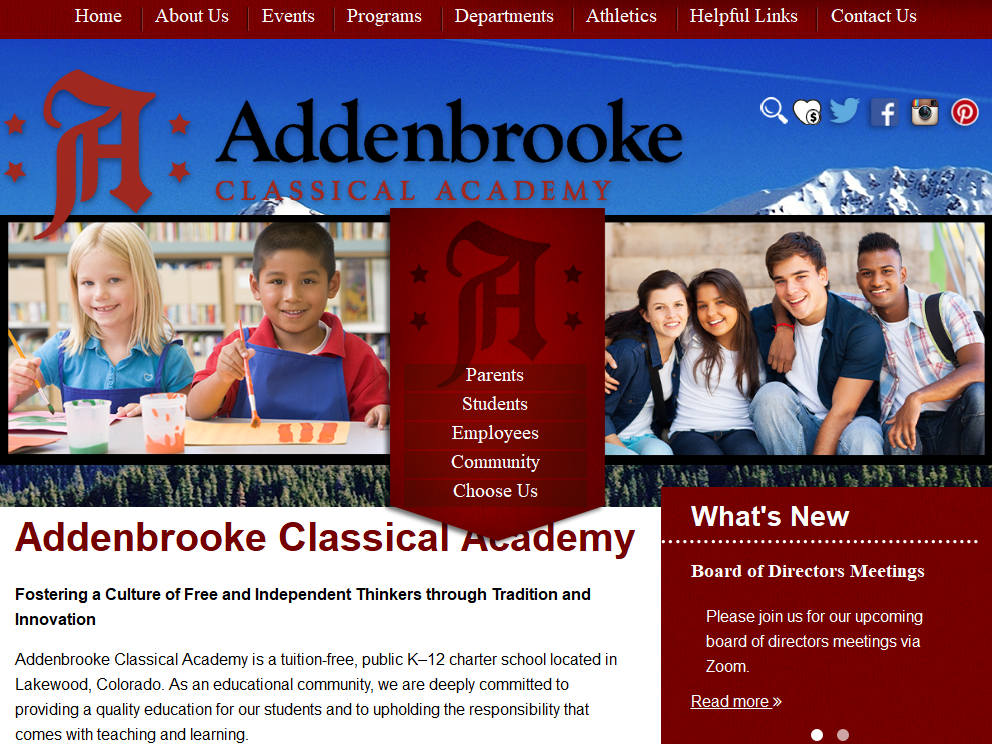 Home About Us Events Programs Departments Athletics Helpful Links Contact Us
A Addenbrooke
CLASSICAL ACADEMY
A
Parents
Students
Employees
Community
Choose Us
Addenbrooke Classical Academy
Fostering a Culture of Free and Independent Thinkers through Tradition and
Innovation
Addenbrooke Classical Academy is a tuition-free, public K–12 charter school located in
Lakewood, Colorado. As an educational community, we are deeply committed to
providing a quality education for our students and to upholding the responsibility that
comes with teaching and learning.
What's New
Board of Directors Meetings
Please join us for our upcoming
board of directors meetings via
Zoom.
Read more »